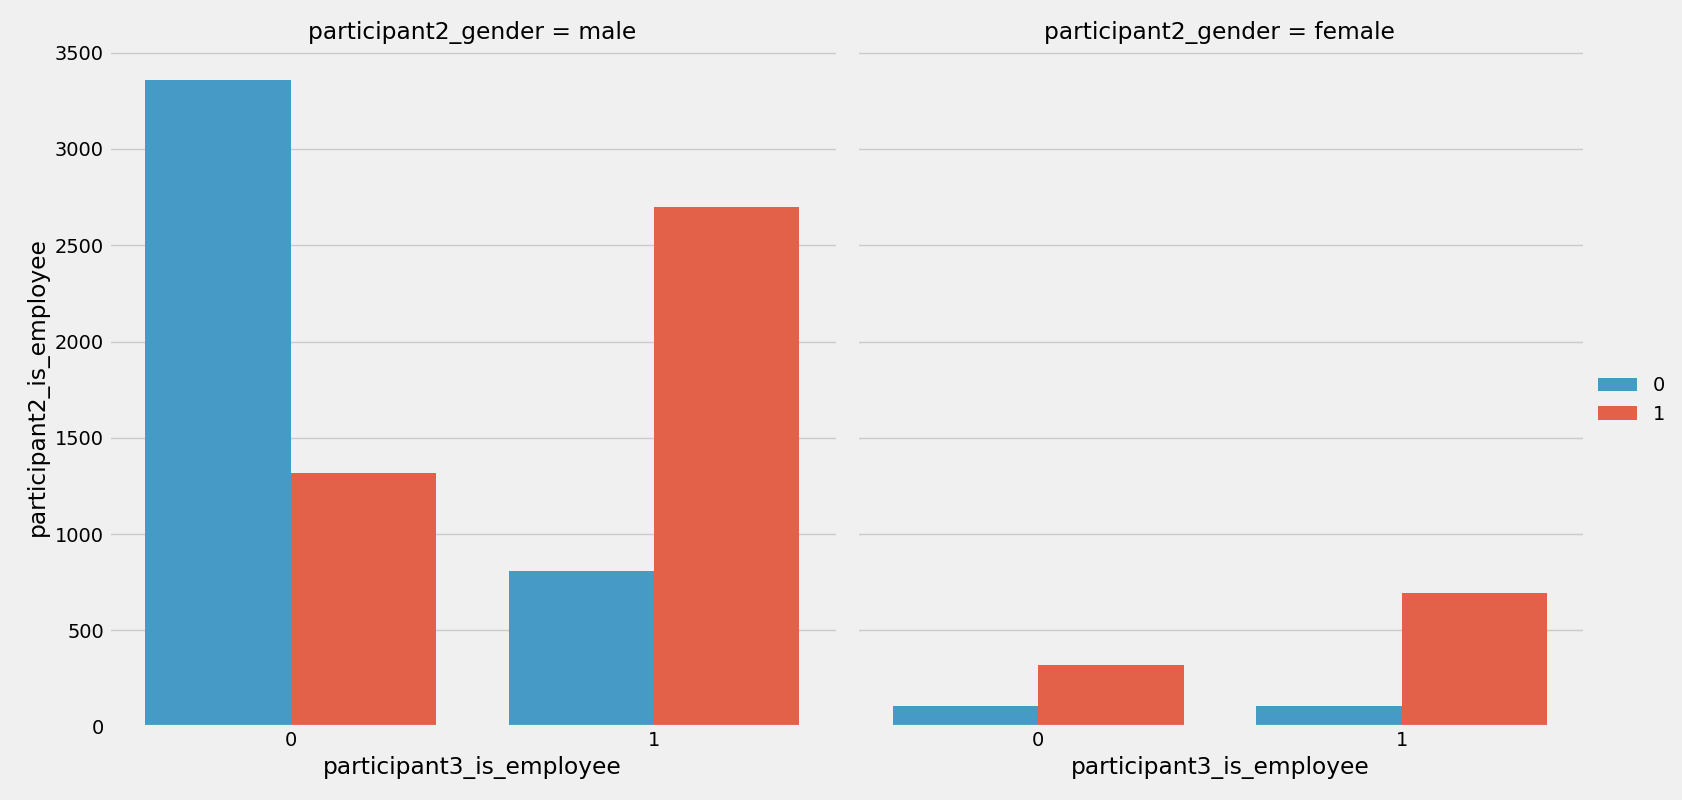 participant2_gender = male
participant2_gender = female
participant2_is_employee
3500
3000
2500
2000
1500
1000
500
0
0 1
0 1
participant3_is_employee
participant3_is_employee
0
1